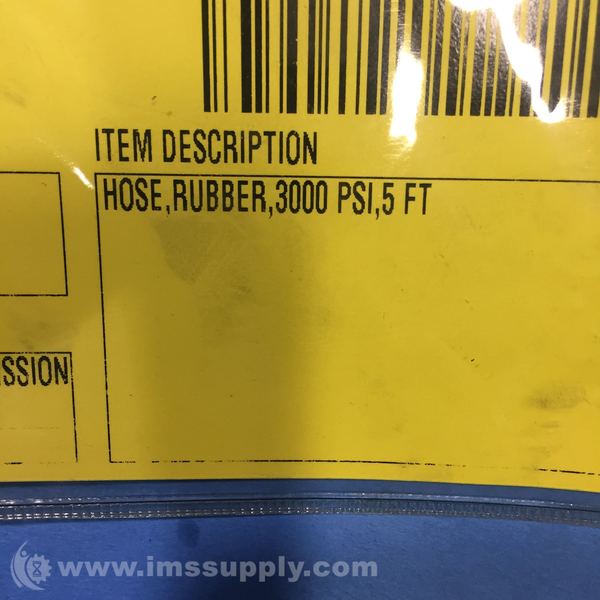 ITEM DESCRIPTION
HOSE,RUBBER,3000 PSI,5 FT
SSION
www.imssupply.com